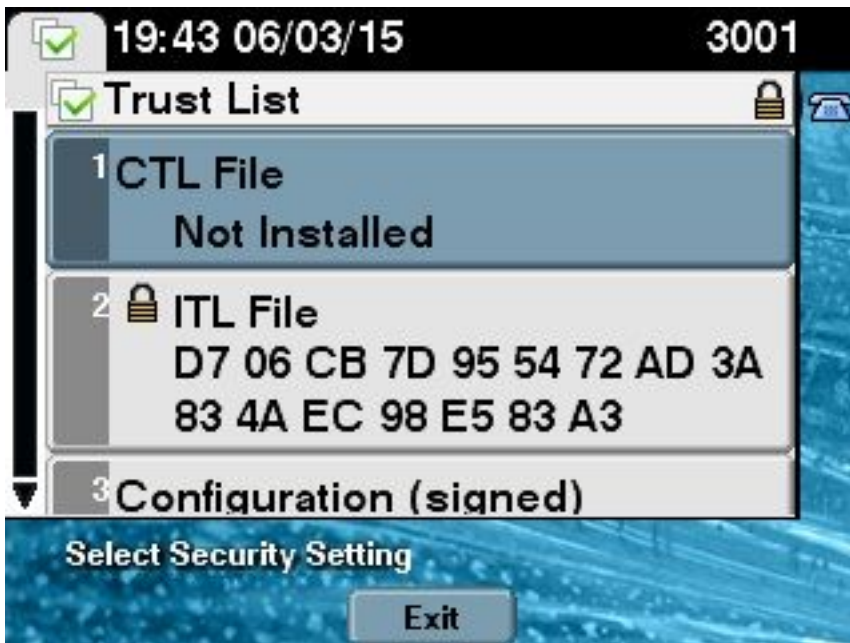 19:43 06/03/15 3001
Trust List
1 CTL File
Not Installed
2 ITL File
D7 06 CB 7D 95 54 72 AD 3A
83 4A EC 98 E5 83 A3
3 Configuration (signed)
Select Security Setting
Exit